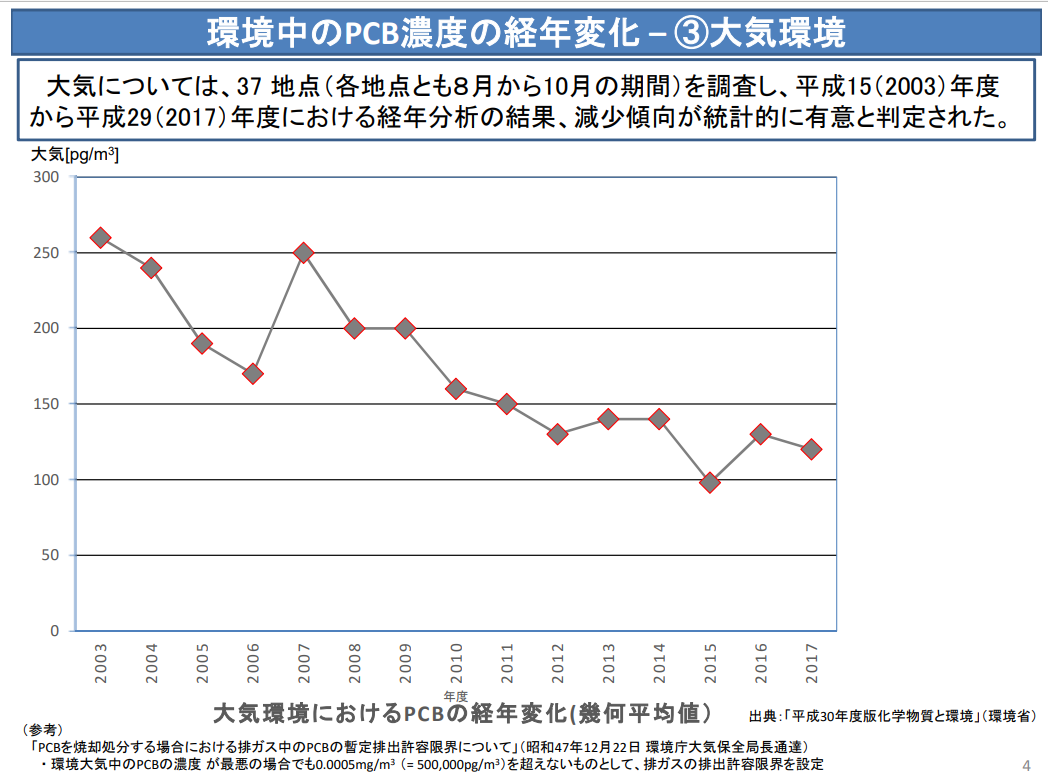 環境中のPCB濃度の経年変化 – ③大気環境
大気については、37 地点（各地点とも８月から10月の期間）を調査し、平成15（2003）年度
から平成29（2017）年度における経年分析の結果、減少傾向が統計的に有意と判定された。
大気[pg/m³]
300
250
200
150
100
50
0
2003 2004 2005 2006 2007 2008 2009 2010 2011 2012 2013 2014 2015 2016 2017
年度
大気環境におけるPCBの経年変化(幾何平均値）
出典：「平成30年度版化学物質と環境」（環境省）
（参考）
「PCBを焼却処分する場合における排ガス中のPCBの暫定排出許容限界について」（昭和47年12月22日 環境庁大気保全局長通達）
・環境大気中のPCBの濃度 が最悪の場合でも0.0005mg/m³（= 500,000pg/m³）を超えないものとして、排ガスの排出許容限界を設定
4